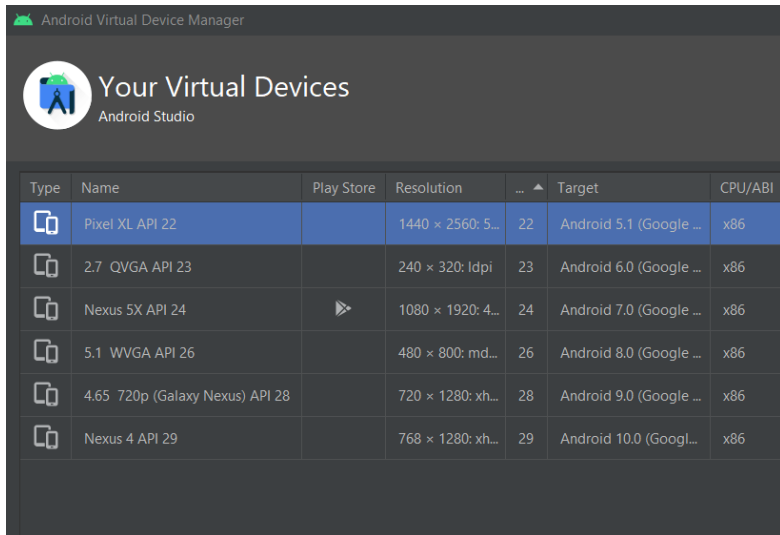 Android Virtual Device Manager
Your Virtual Devices
Android Studio
Type Name Play Store Resolution ... Target CPU/ABI
Pixel XL API 22 1440 × 2560: 5... 22 Android 5.1 (Google ... x86
2.7 QVGA API 23 240 × 320: ldpi 23 Android 6.0 (Google ... x86
Nexus 5X API 24 1080 × 1920: 4... 24 Android 7.0 (Google ... x86
5.1 WVGA API 26 480 × 800: md... 26 Android 8.0 (Google ... x86
4.65 720p (Galaxy Nexus) API 28 720 × 1280: xh... 28 Android 9.0 (Google ... x86
Nexus 4 API 29 768 × 1280: xh... 29 Android 10.0 (Googl... x86